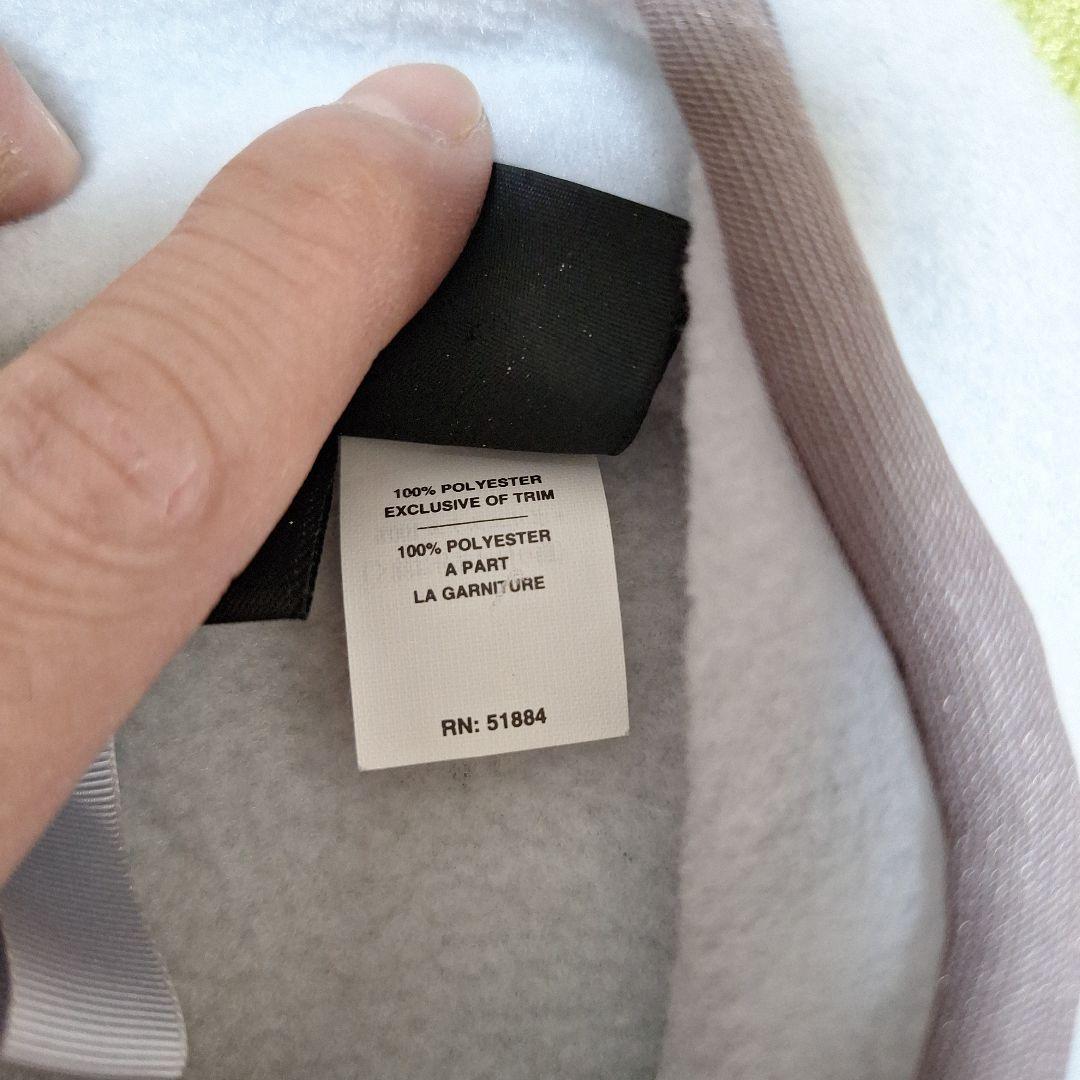 100% POLYESTER
EXCLUSIVE OF TRIM
100% POLYESTER
A PART
LA GARNITURE
RN: 51884